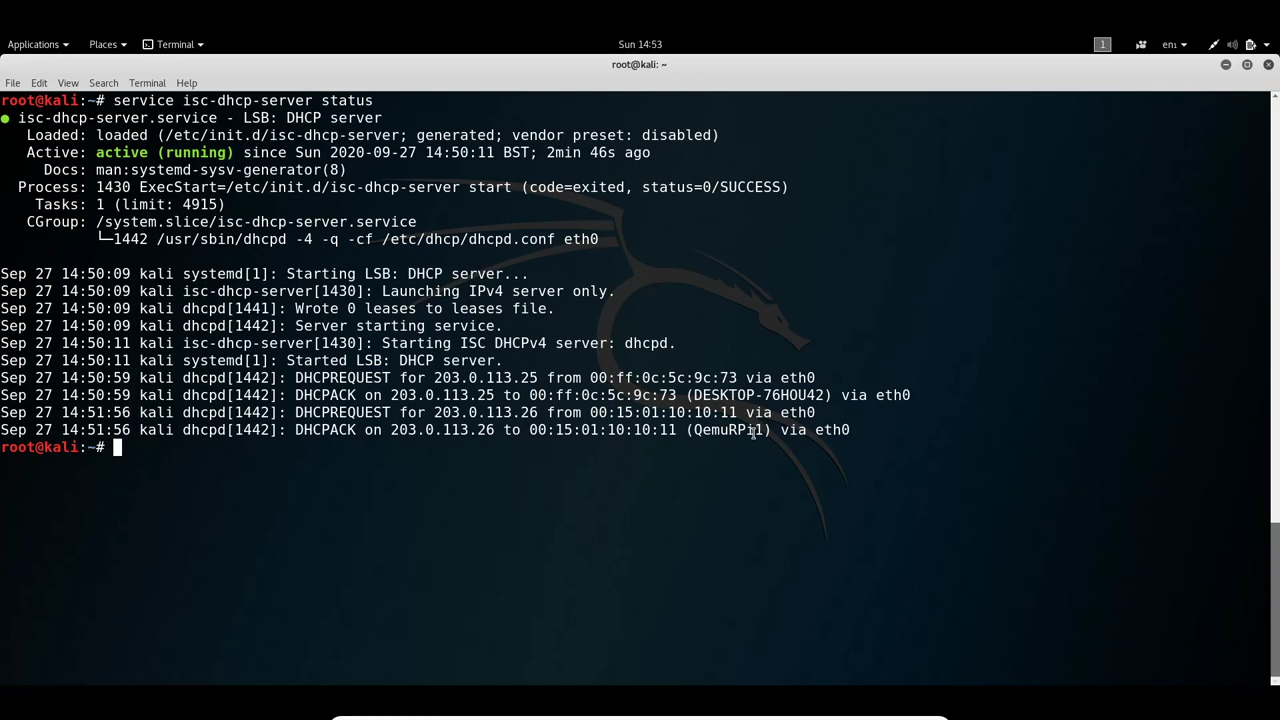 Applications Places Terminal Sun 14:53 1 en1
root@kali: ~
File Edit View Search Terminal Help
root@kali:~# service isc-dhcp-server status
● isc-dhcp-server.service - LSB: DHCP server
Loaded: loaded (/etc/init.d/isc-dhcp-server; generated; vendor preset: disabled)
Active: active (running) since Sun 2020-09-27 14:50:11 BST; 2min 46s ago
Docs: man:systemd-sysv-generator(8)
Process: 1430 ExecStart=/etc/init.d/isc-dhcp-server start (code=exited, status=0/SUCCESS)
Tasks: 1 (limit: 4915)
CGroup: /system.slice/isc-dhcp-server.service
└─1442 /usr/sbin/dhcpd -4 -q -cf /etc/dhcp/dhcpd.conf eth0
Sep 27 14:50:09 kali systemd[1]: Starting LSB: DHCP server...
Sep 27 14:50:09 kali isc-dhcp-server[1430]: Launching IPv4 server only.
Sep 27 14:50:09 kali dhcpd[1441]: Wrote 0 leases to leases file.
Sep 27 14:50:09 kali dhcpd[1442]: Server starting service.
Sep 27 14:50:11 kali isc-dhcp-server[1430]: Starting ISC DHCPv4 server: dhcpd.
Sep 27 14:50:11 kali systemd[1]: Started LSB: DHCP server.
Sep 27 14:50:59 kali dhcpd[1442]: DHCPREQUEST for 203.0.113.25 from 00:ff:0c:5c:9c:73 via eth0
Sep 27 14:50:59 kali dhcpd[1442]: DHCPACK on 203.0.113.25 to 00:ff:0c:5c:9c:73 (DESKTOP-76HOU42) via eth0
Sep 27 14:51:56 kali dhcpd[1442]: DHCPREQUEST for 203.0.113.26 from 00:15:01:10:10:11 via eth0
Sep 27 14:51:56 kali dhcpd[1442]: DHCPACK on 203.0.113.26 to 00:15:01:10:10:11 (QemuRPi1) via eth0
root@kali:~#